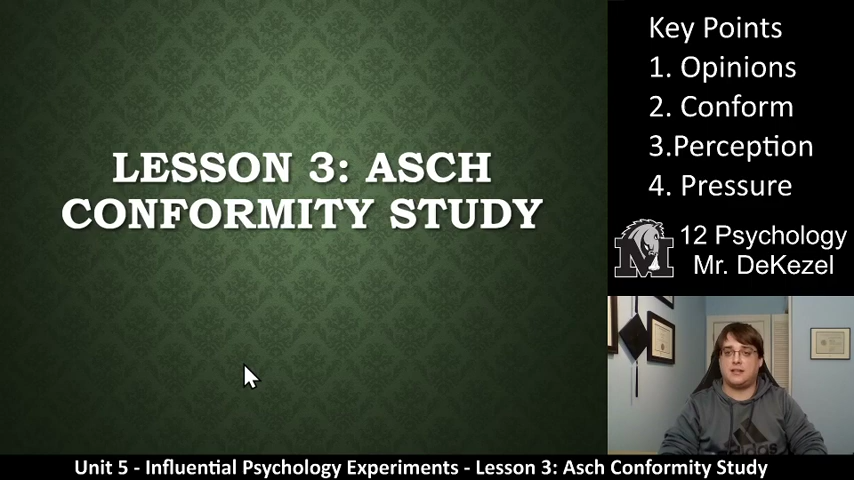 LESSON 3: ASCH
CONFORMITY STUDY
Key Points
1. Opinions
2. Conform
3.Perception
4. Pressure
M
12 Psychology
Mr. DeKezel
adidas
Unit 5 - Influential Psychology Experiments - Lesson 3: Asch Conformity Study